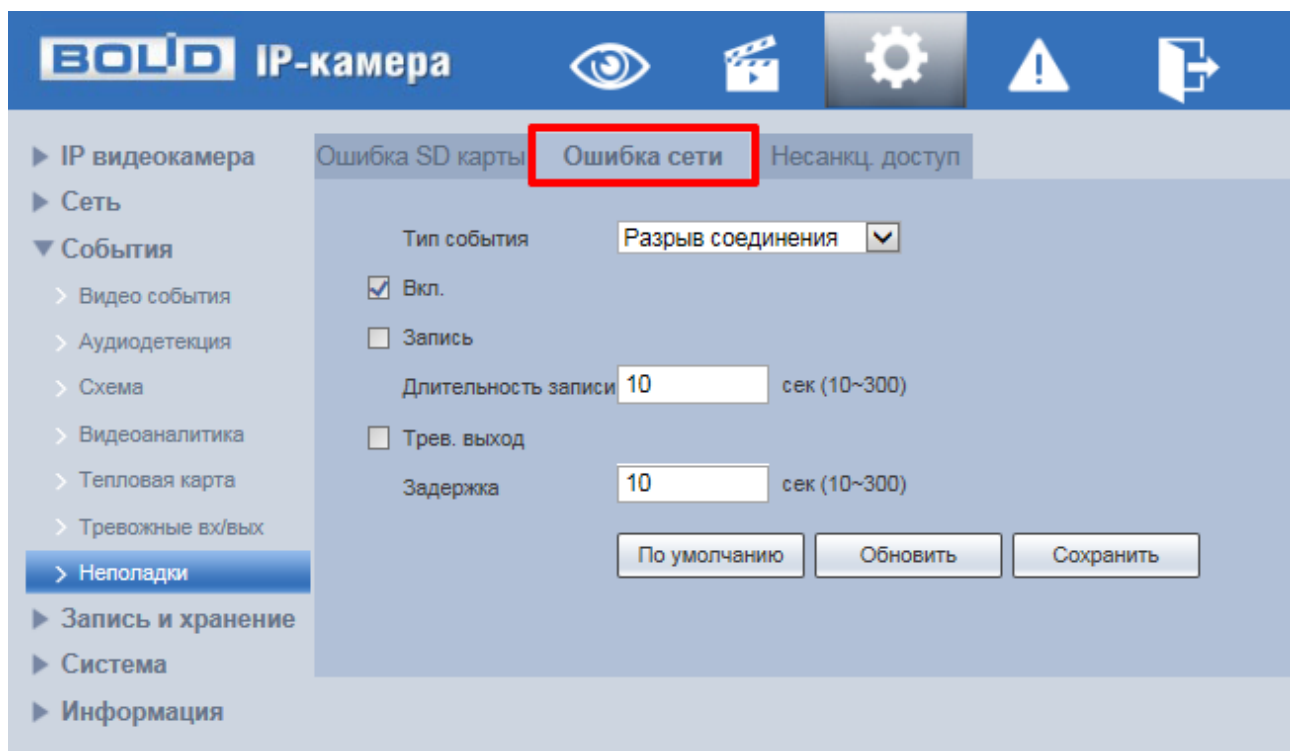 BOLID IP-камера
IP видеокамера
Сеть
События
Видео события
Аудиодетекция
Схема
Видеоаналитика
Тепловая карта
Тревожные вх/вых
Неполадки
Запись и хранение
Система
Информация
Ошибка SD карты Ошибка сети Несанкц. доступ
Тип события Разрыв соединения
Вкл.
Запись
Длительность записи 10 сек (10~300)
Трев. выход
Задержка 10 сек (10~300)
По умолчанию Обновить Сохранить